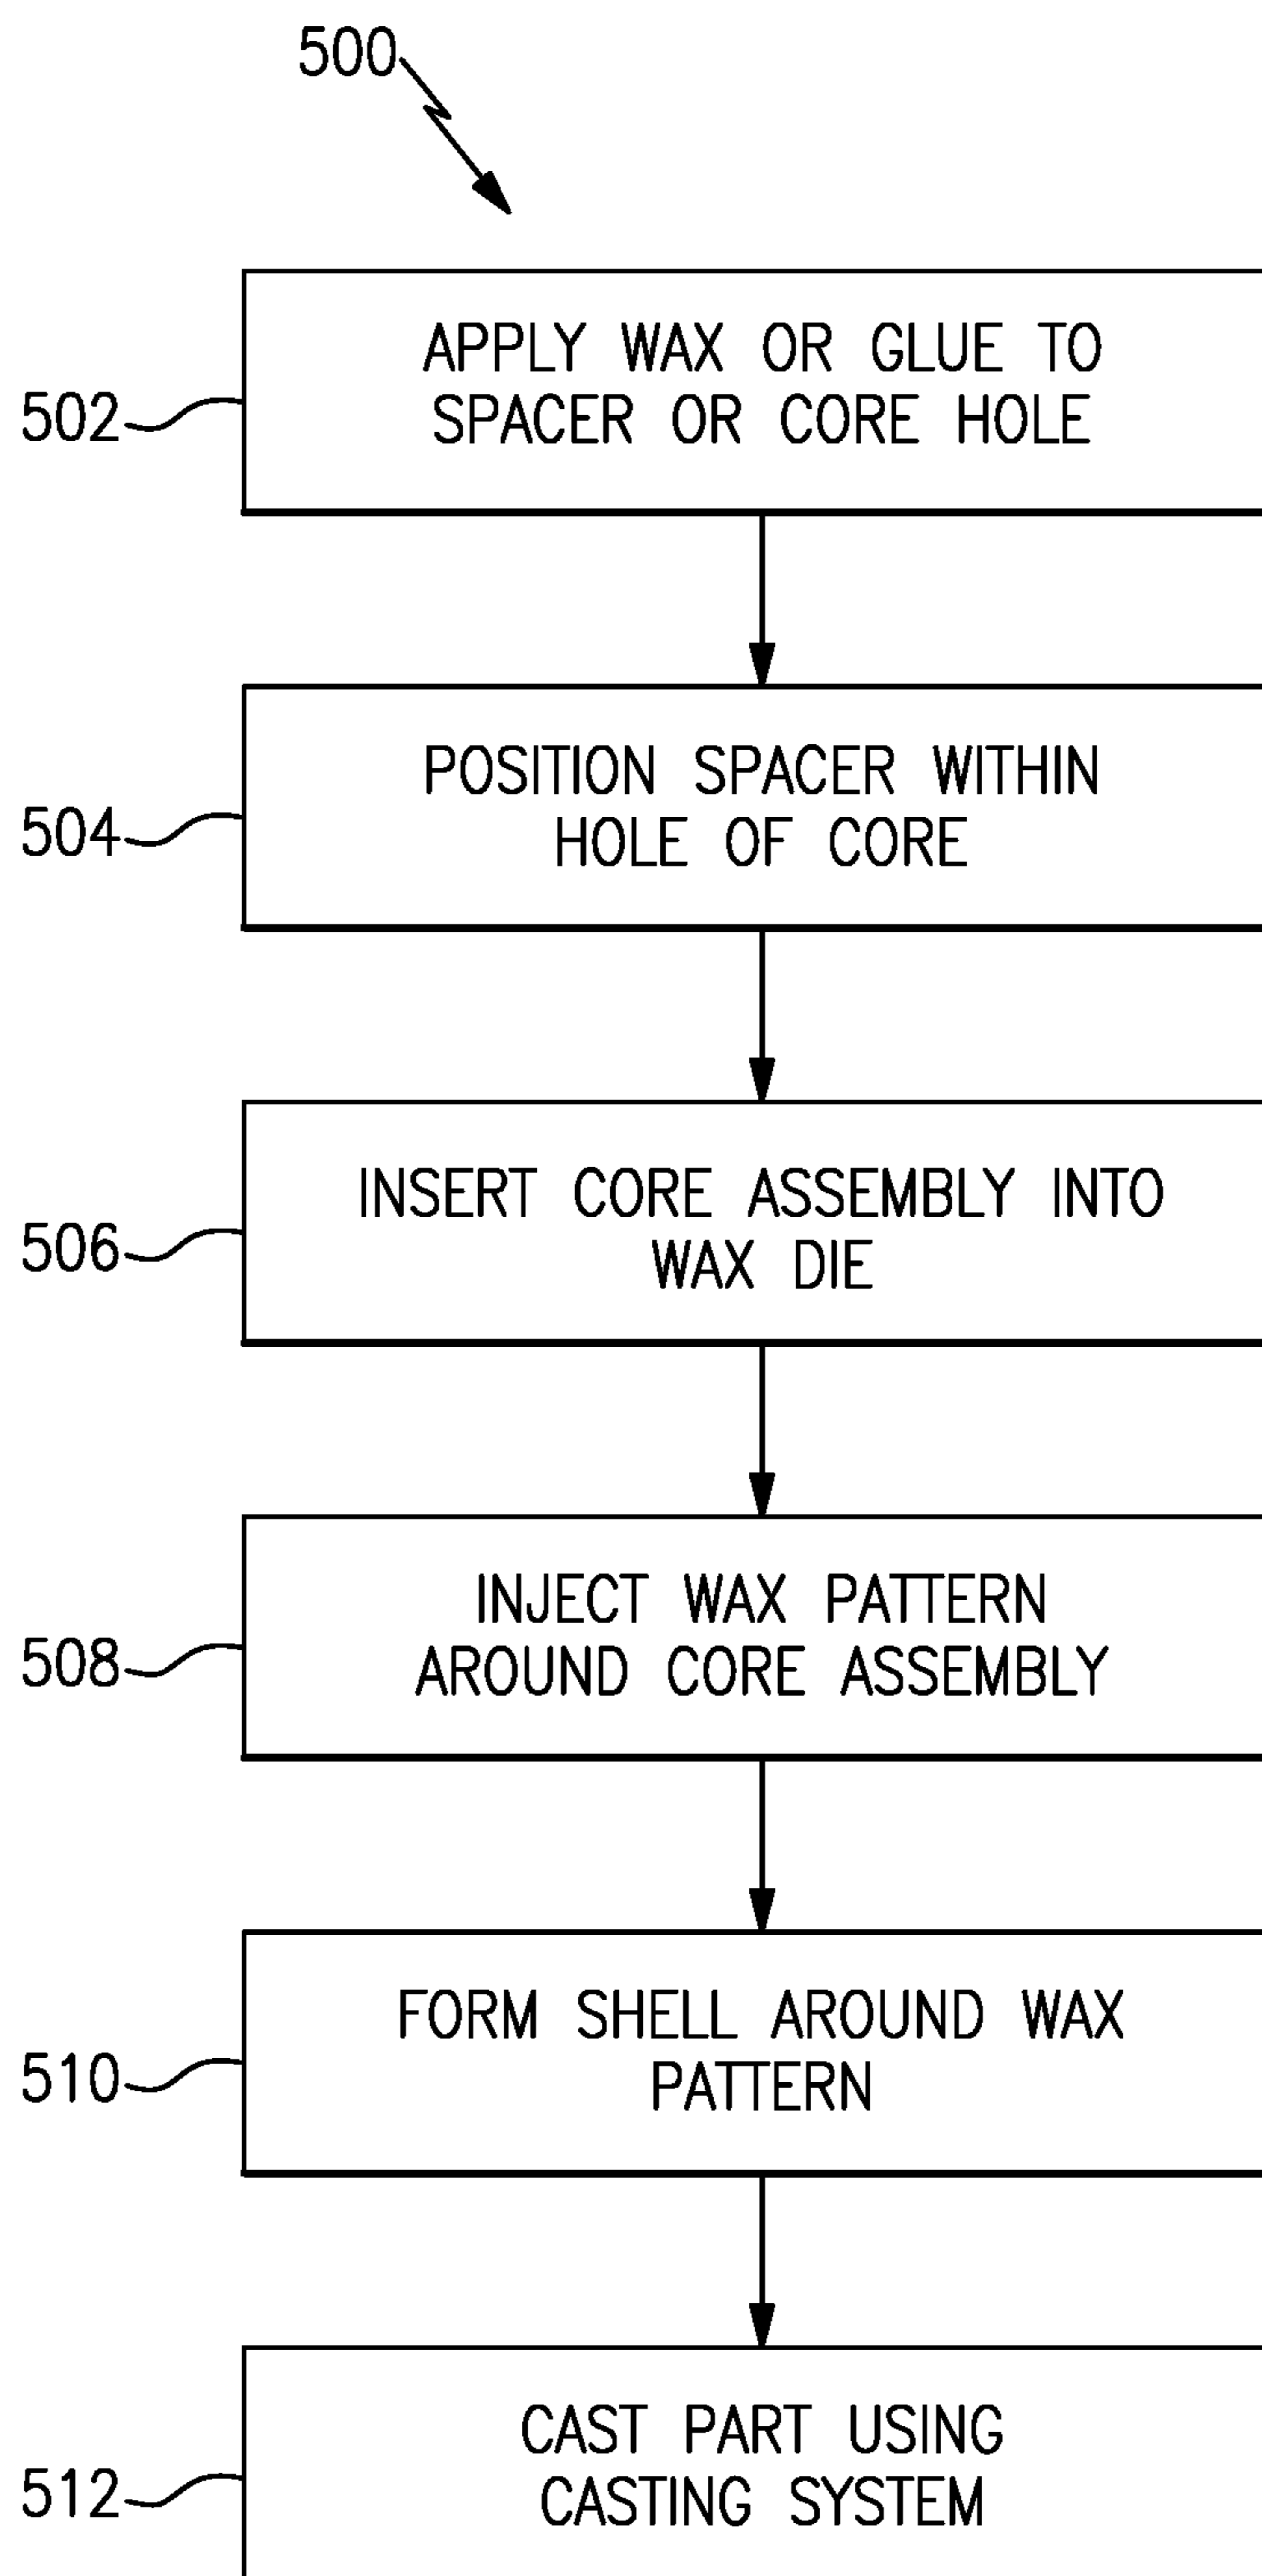 500
502
APPLY WAX OR GLUE TO
SPACER OR CORE HOLE
504
POSITION SPACER WITHIN
HOLE OF CORE
506
INSERT CORE ASSEMBLY INTO
WAX DIE
508
INJECT WAX PATTERN
AROUND CORE ASSEMBLY
510
FORM SHELL AROUND WAX
PATTERN
512
CAST PART USING
CASTING SYSTEM